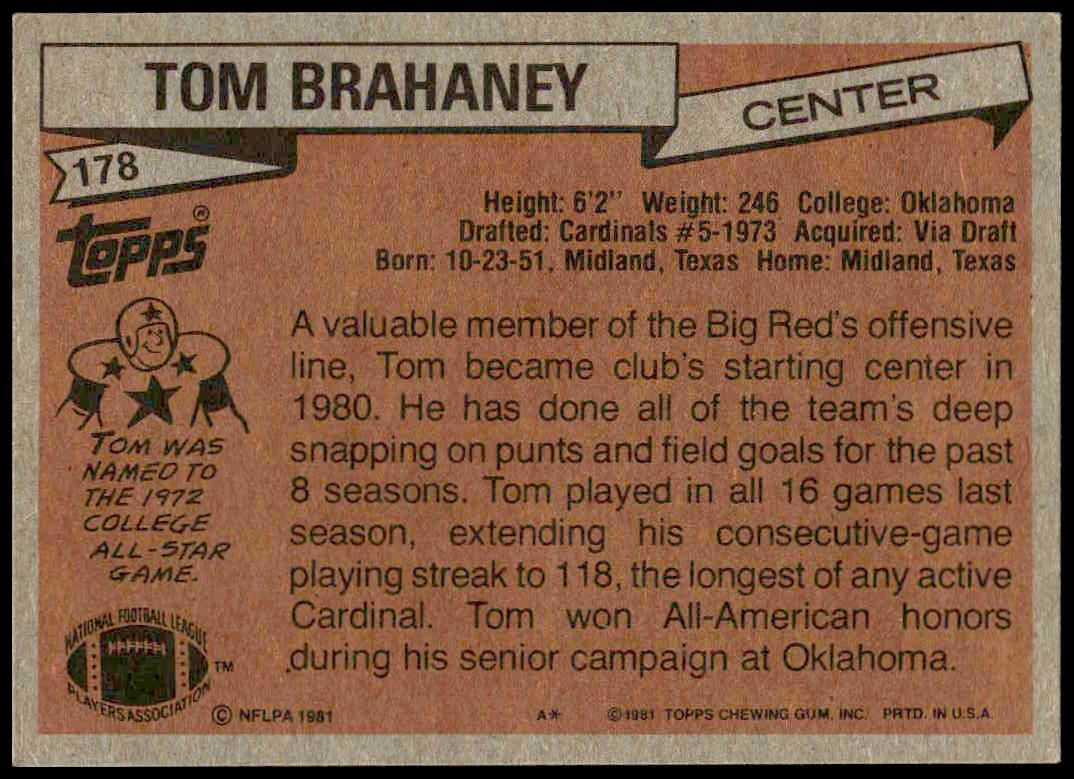 TOM BRAHANEY
CENTER
178
topps®
Height: 6'2" Weight: 246 College: Oklahoma
Drafted: Cardinals #5-1973 Acquired: Via Draft
Born: 10-23-51, Midland, Texas Home: Midland, Texas
A valuable member of the Big Red's offensive
line, Tom became club's starting center in
1980. He has done all of the team's deep
snapping on punts and field goals for the past
8 seasons. Tom played in all 16 games last
season, extending his consecutive-game
playing streak to 118, the longest of any active
Cardinal. Tom won All-American honors
during his senior campaign at Oklahoma.
TOM WAS
NAMED TO
THE 1972
COLLEGE
ALL-STAR
GAME.
NATIONAL FOOTBALL LEAGUE
PLAYERS ASSOCIATION
TM
© NFLPA 1981
A*
© 1981 TOPPS CHEWING GUM, INC. PRTD. IN U.S.A.